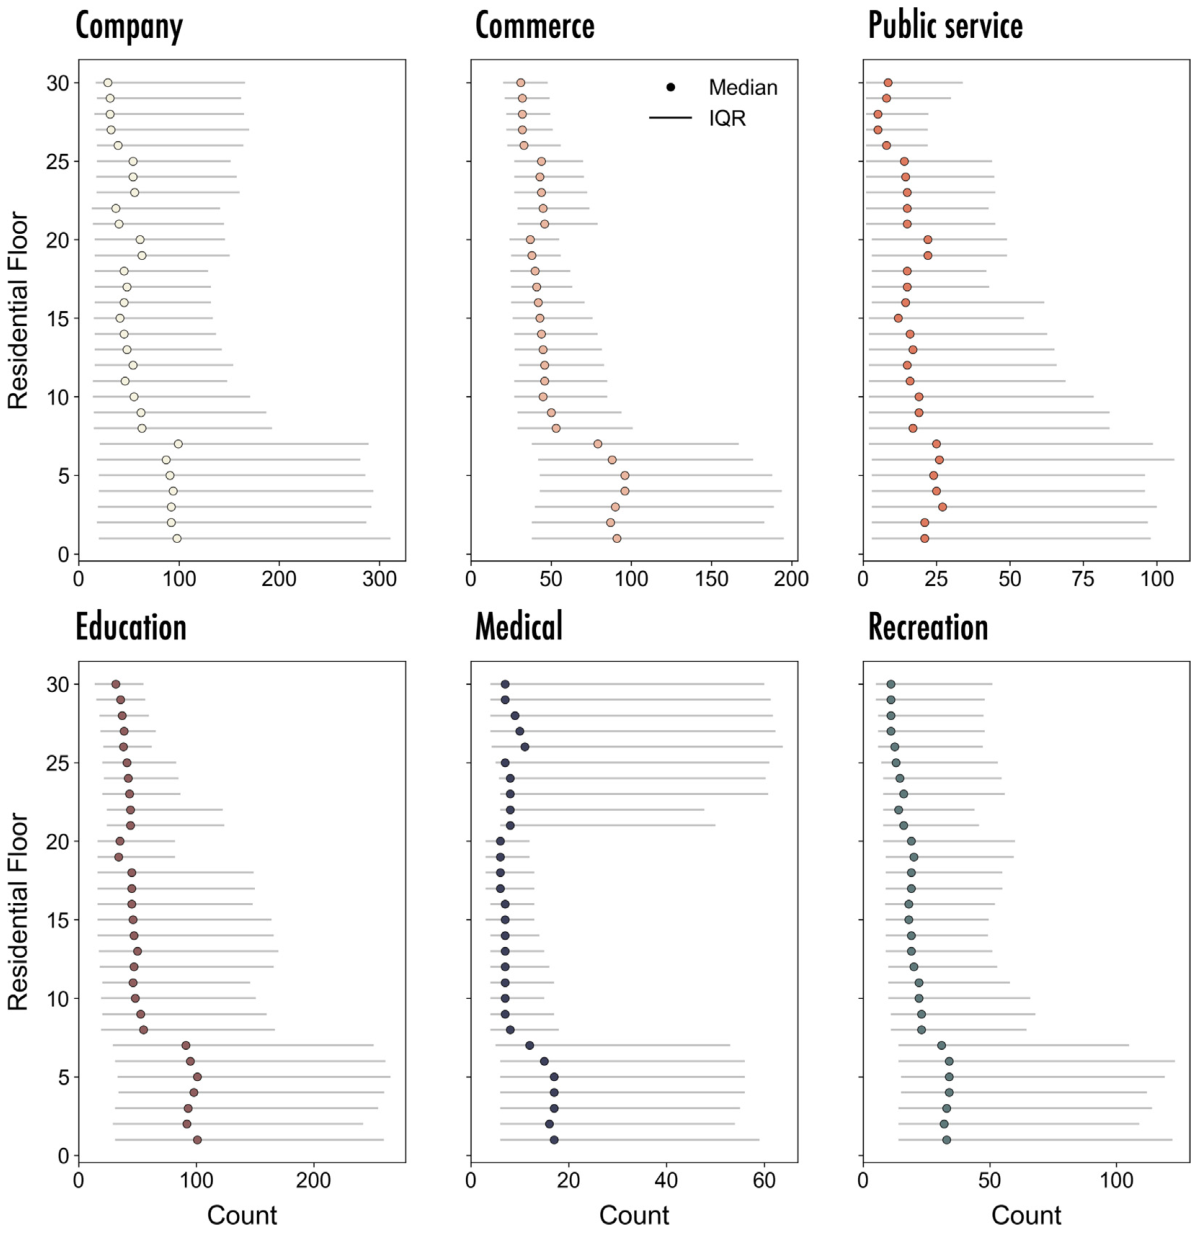 Company
Commerce
Public service
Median
IQR
Residential Floor
30
25
20
15
10
5
0
0 100 200 300
0 50 100 150 200
0 25 50 75 100
Education
Medical
Recreation
Residential Floor
30
25
20
15
10
5
0
0 100 200
0 20 40 60
0 50 100
Count
Count
Count